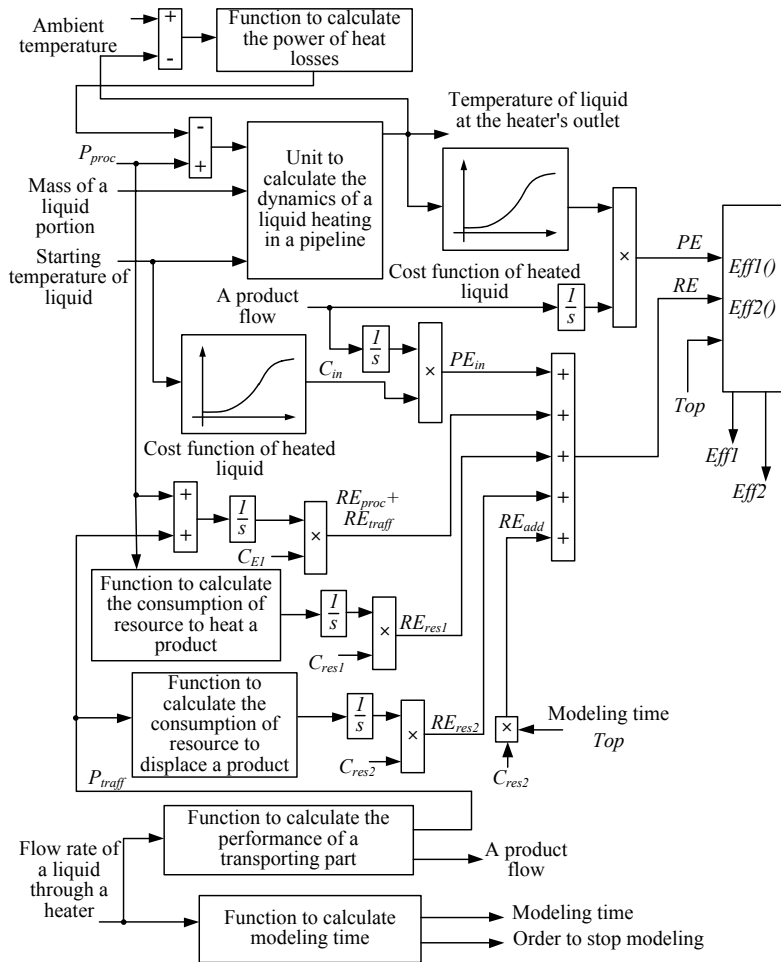 Ambient
temperature
+
-
Function to calculate
the power of heat
losses
Temperature of liquid
at the heater's outlet
P_proc
-
+
Unit to
calculate the
dynamics of a
liquid heating
in a pipeline
Mass of a
liquid portion
Starting
temperature of
liquid
Cost function of heated
liquid
×
PE
RE
Eff1()
Eff2()
Top
Eff1
Eff2
A product
flow
1
s
1
s
×
PE_in
C_in
Cost function of heated
liquid
+
+
+
+
+
+
+
1
s
×
C_E1
RE_proc+
RE_traff
RE_add
Function to calculate
the consumption of
resource to heat a
product
1
s
×
C_res1
RE_res1
Function to
calculate the
consumption of
resource to
displace a product
1
s
×
C_res2
RE_res2
×
Modeling time
Top
C_res2
P_traff
Flow rate of
a liquid
through a
heater
Function to calculate the
performance of a
transporting part
A product
flow
Function to calculate
modeling time
Modeling time
Order to stop modeling